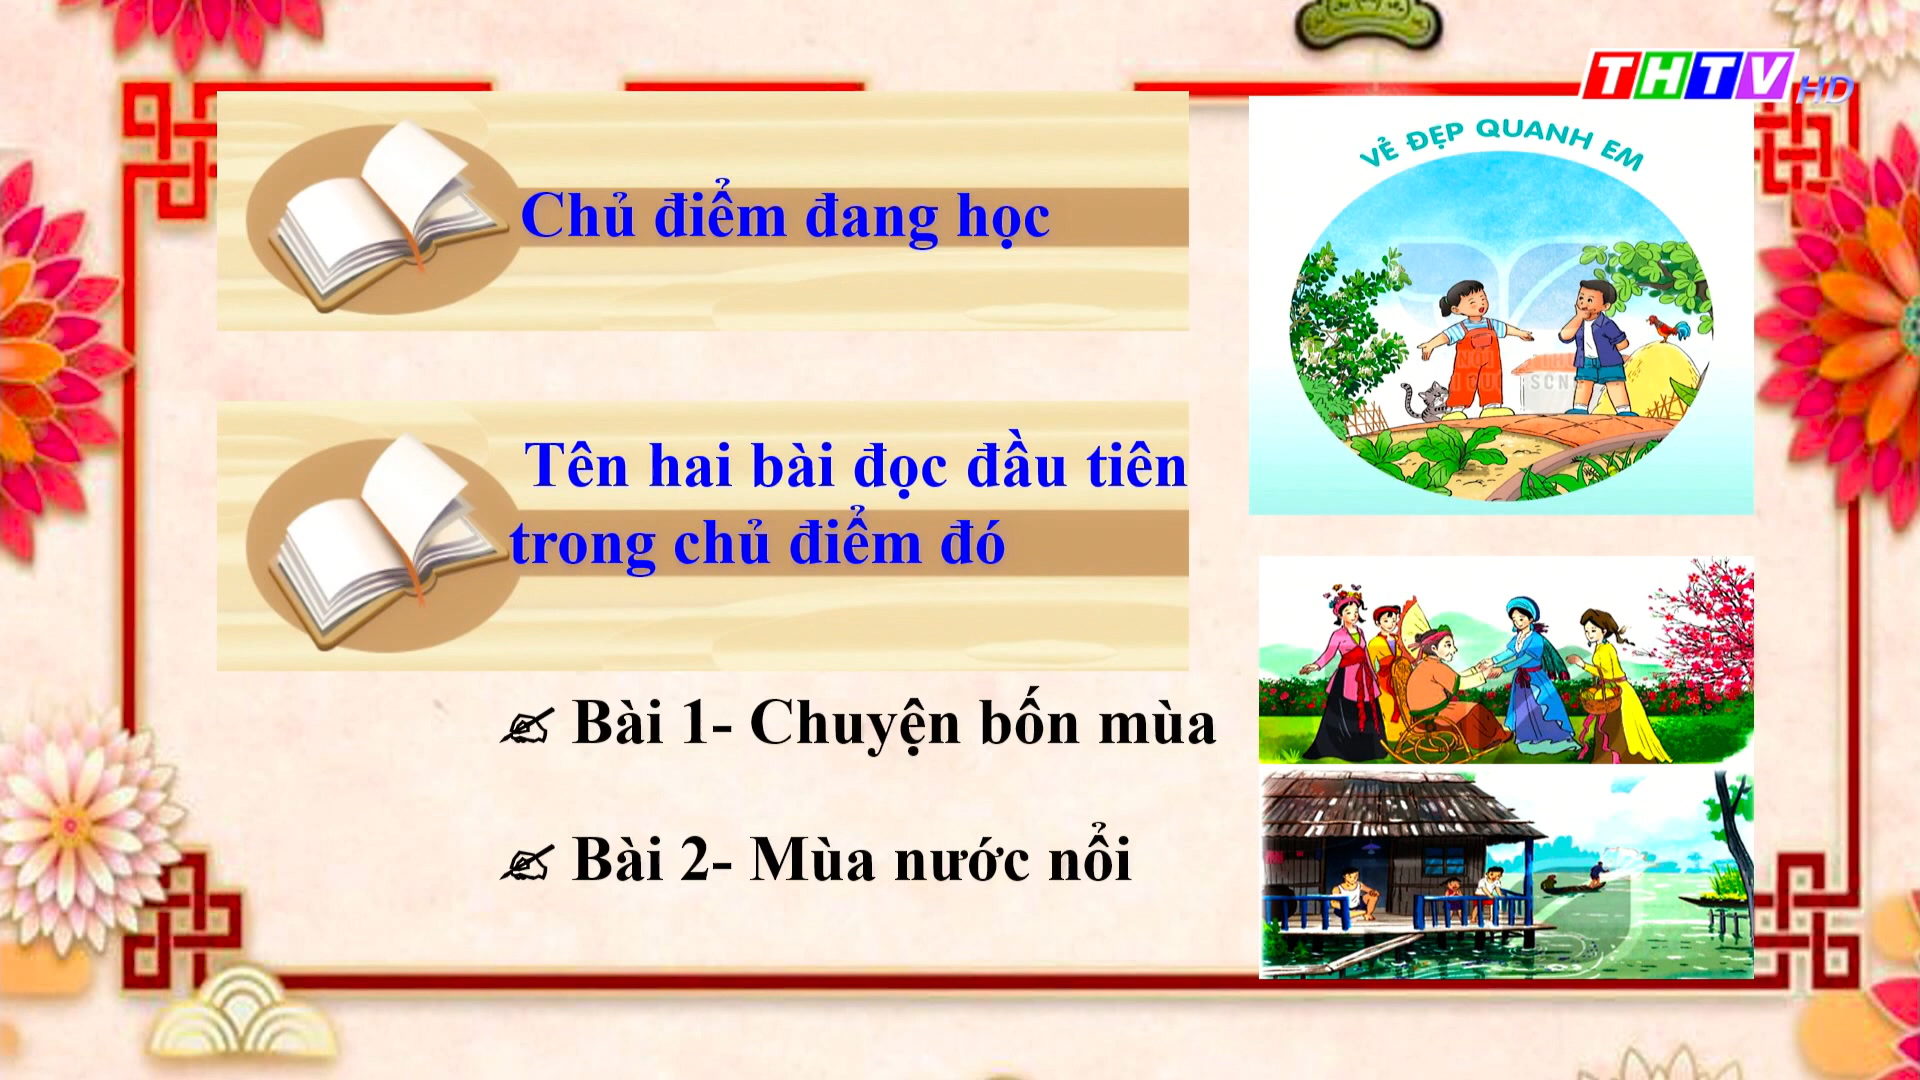 THTV HD
VẺ ĐẸP QUANH EM
Chủ điểm đang học
Tên hai bài đọc đầu tiên
trong chủ điểm đó
Bài 1- Chuyện bốn mùa
Bài 2- Mùa nước nổi